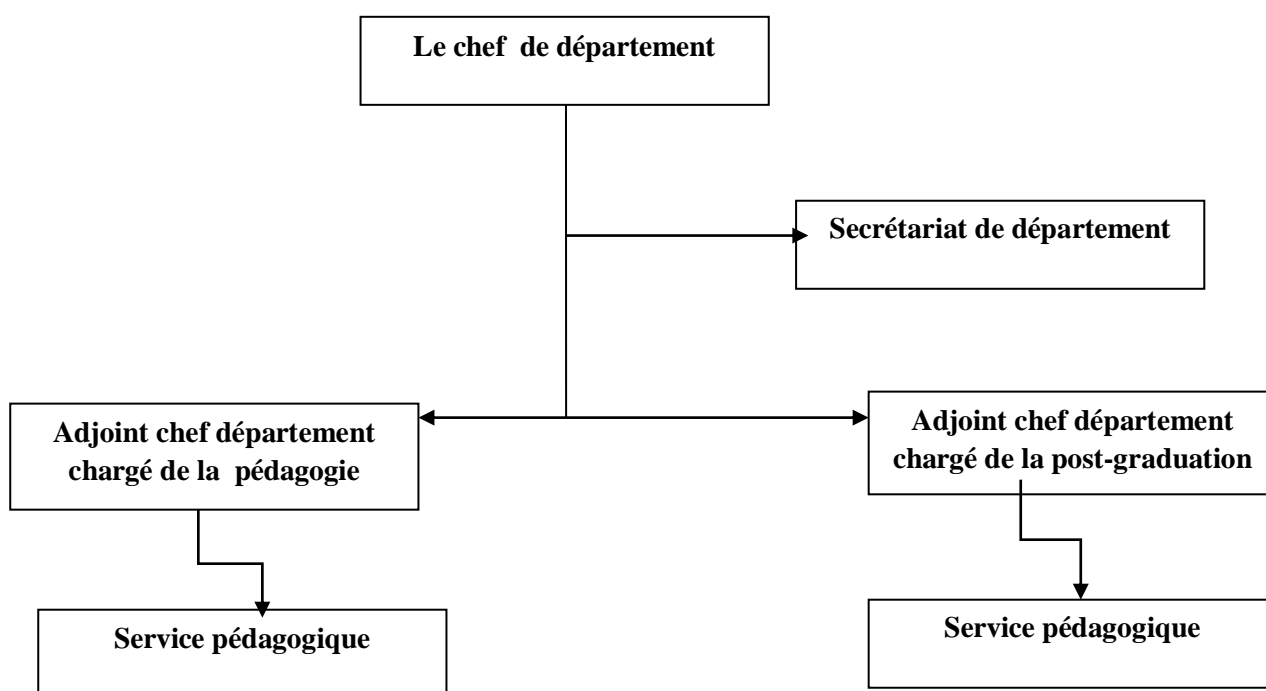 Le chef  de département
Secrétariat de département
Adjoint chef département
chargé de la  pédagogie
Adjoint chef département
chargé de la post-graduation
Service pédagogique
Service pédagogique